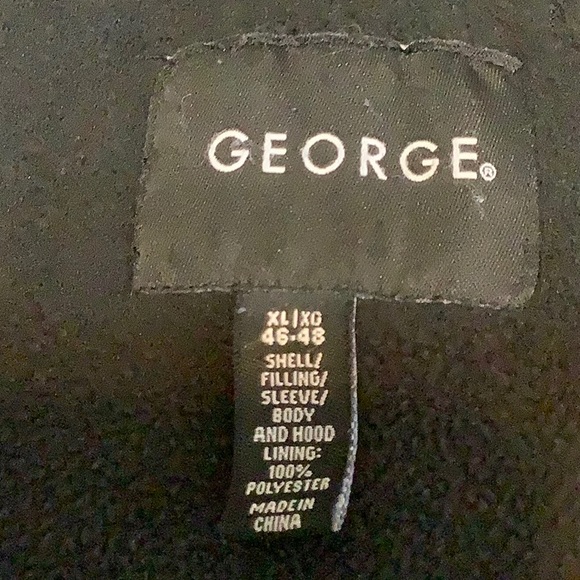 GEORGE®
XL/XG
46-48
SHELL/
FILLING/
SLEEVE/
BODY
AND HOOD
LINING:
100%
POLYESTER
MADE IN
CHINA